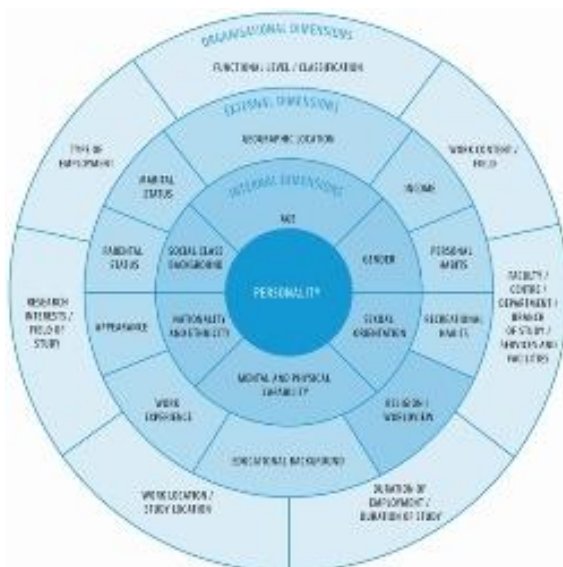 ORGANISATIONAL DIMENSIONS
FUNCTIONAL LEVEL / CLASSIFICATION
EXTERNAL DIMENSIONS
GEOGRAPHIC LOCATION
TYPE OF
EMPLOYMENT
WORK CONTENT /
FIELD
MARITAL
STATUS
INCOME
INTERNAL DIMENSIONS
AGE
PARENTAL
STATUS
SOCIAL CLASS
BACKGROUND
GENDER
PERSONAL
HABITS
PERSONALITY
RESEARCH
INTERESTS /
FIELD OF
STUDY
FACULTY /
CENTRE /
DEPARTMENT /
BRANCH
OF STUDY /
SERVICES AND
FACILITIES
APPEARANCE
NATIONALITY
AND ETHNICITY
SEXUAL
ORIENTATION
RECREATIONAL
HABITS
MENTAL AND PHYSICAL
CAPABILITY
WORK
EXPERIENCE
RELIGION /
WORLDVIEW
EDUCATIONAL BACKGROUND
WORK LOCATION /
STUDY LOCATION
DURATION OF
EMPLOYMENT /
DURATION OF STUDY